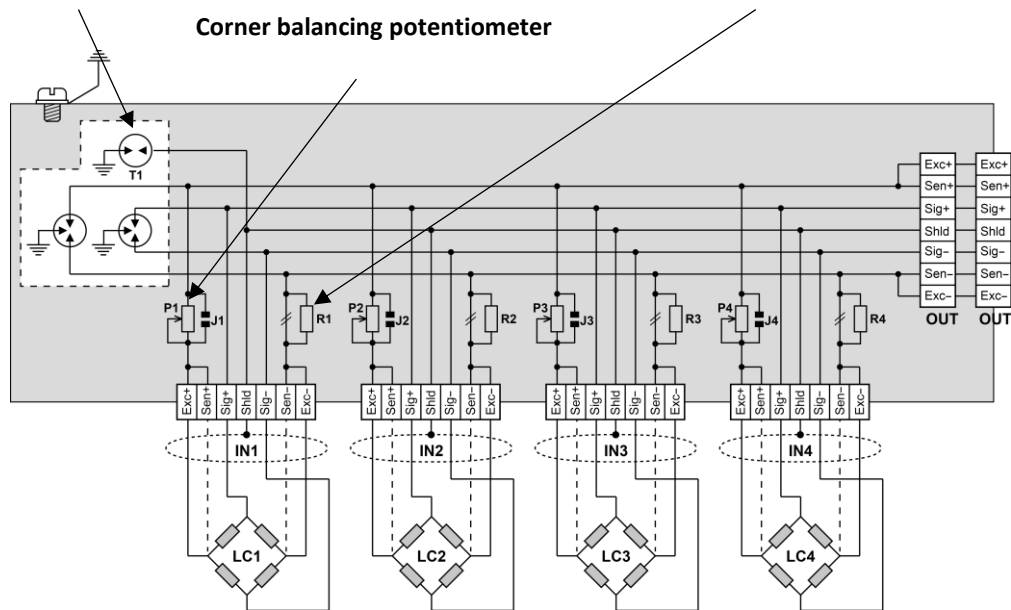 Corner balancing potentiometer
T1
Exc+ Exc+
Sen+ Sen+
Sig+ Sig+
Shld Shld
Sig− Sig−
Sen− Sen−
Exc− Exc−
OUT OUT
P1 J1 R1 P2 J2 R2 P3 J3 R3 P4 J4 R4
Exc+ Sen+ Sig+ Shld Sig− Sen− Exc− Exc+ Sen+ Sig+ Shld Sig− Sen− Exc− Exc+ Sen+ Sig+ Shld Sig− Sen− Exc− Exc+ Sen+ Sig+ Shld Sig− Sen− Exc−
IN1 IN2 IN3 IN4
LC1 LC2 LC3 LC4